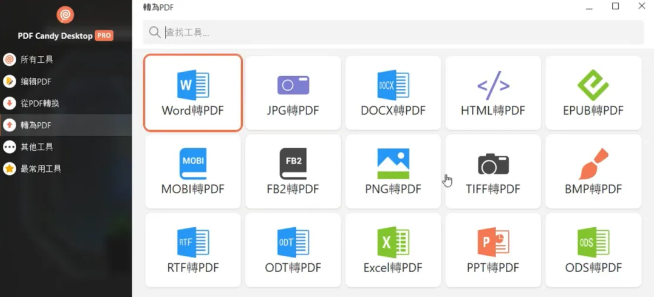 PDF Candy Desktop PRO
所有工具
編輯PDF
從PDF轉換
轉為PDF
其他工具
最常用工具
轉為PDF
查找工具...
W
Word轉PDF
JPG轉PDF
DOCX
DOCX轉PDF
</>
HTML轉PDF
EPUB轉PDF
MOBI
MOBI轉PDF
FB2
FB2轉PDF
PNG轉PDF
TIFF轉PDF
BMP轉PDF
RTF
RTF轉PDF
ODT
ODT轉PDF
X
Excel轉PDF
P
PPT轉PDF
ODS
ODS轉PDF